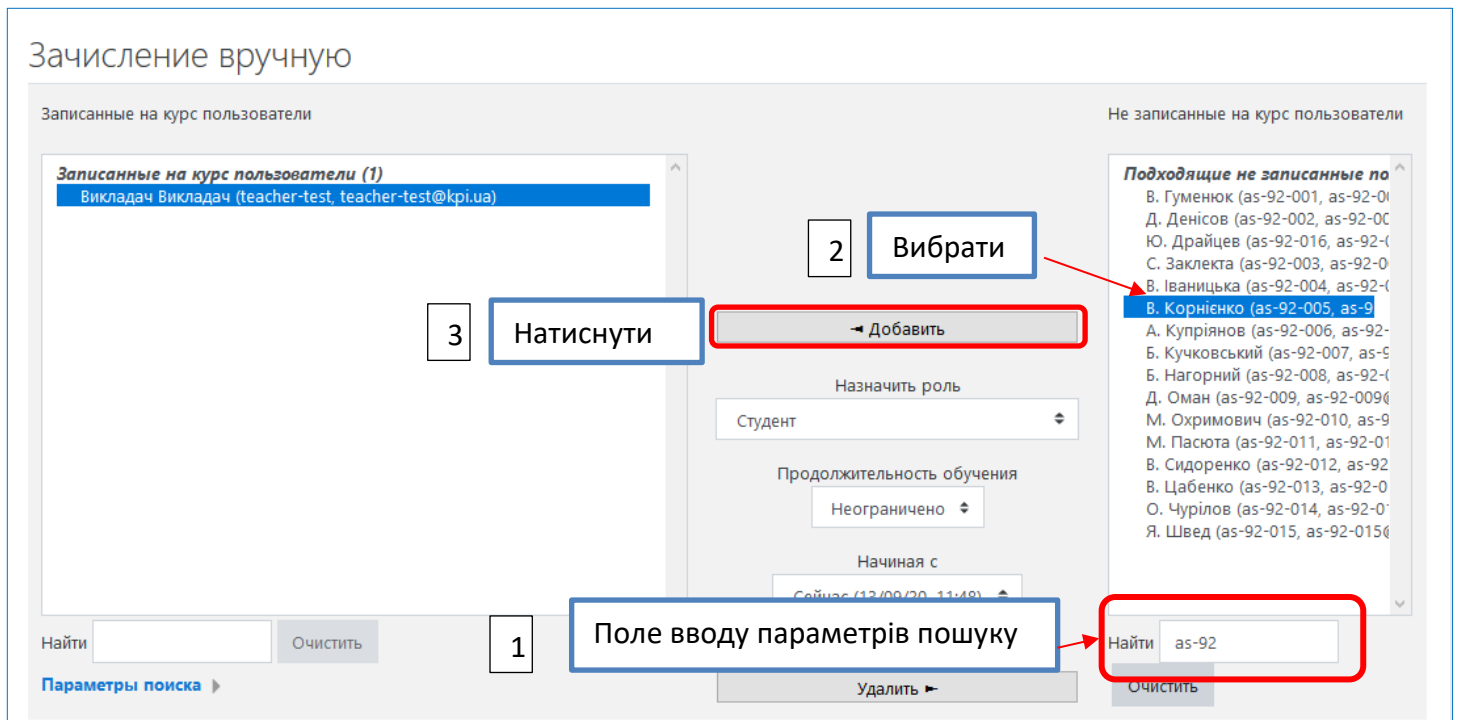 Зачисление вручную
Записанные на курс пользователи
Не записанные на курс пользователи
Записанные на курс пользователи (1)
Викладач Викладач (teacher-test, teacher-test@kpi.ua)
Подходящие не записанные по
В. Гуменюк (as-92-001, as-92-0
Д. Денісов (as-92-002, as-92-00
Ю. Драйцев (as-92-016, as-92-
С. Заклекта (as-92-003, as-92-0
В. Іваницька (as-92-004, as-92-
В. Корнієнко (as-92-005, as-9
А. Купріянов (as-92-006, as-92-
Б. Кучковський (as-92-007, as-9
Б. Нагорний (as-92-008, as-92-
Д. Оман (as-92-009, as-92-009@
М. Охримович (as-92-010, as-9
М. Пасюта (as-92-011, as-92-01
В. Сидоренко (as-92-012, as-92
В. Цабенко (as-92-013, as-92-0
О. Чурілов (as-92-014, as-92-0
Я. Швед (as-92-015, as-92-015@
2
Вибрати
3
Натиснути
Добавить
Назначить роль
Студент
Продолжительность обучения
Неограничено
Начиная с
Сейчас (13/09/20, 11:48)
1
Поле вводу параметрів пошуку
Найти
Очистить
Найти as-92
Параметры поиска
Удалить
Очистить